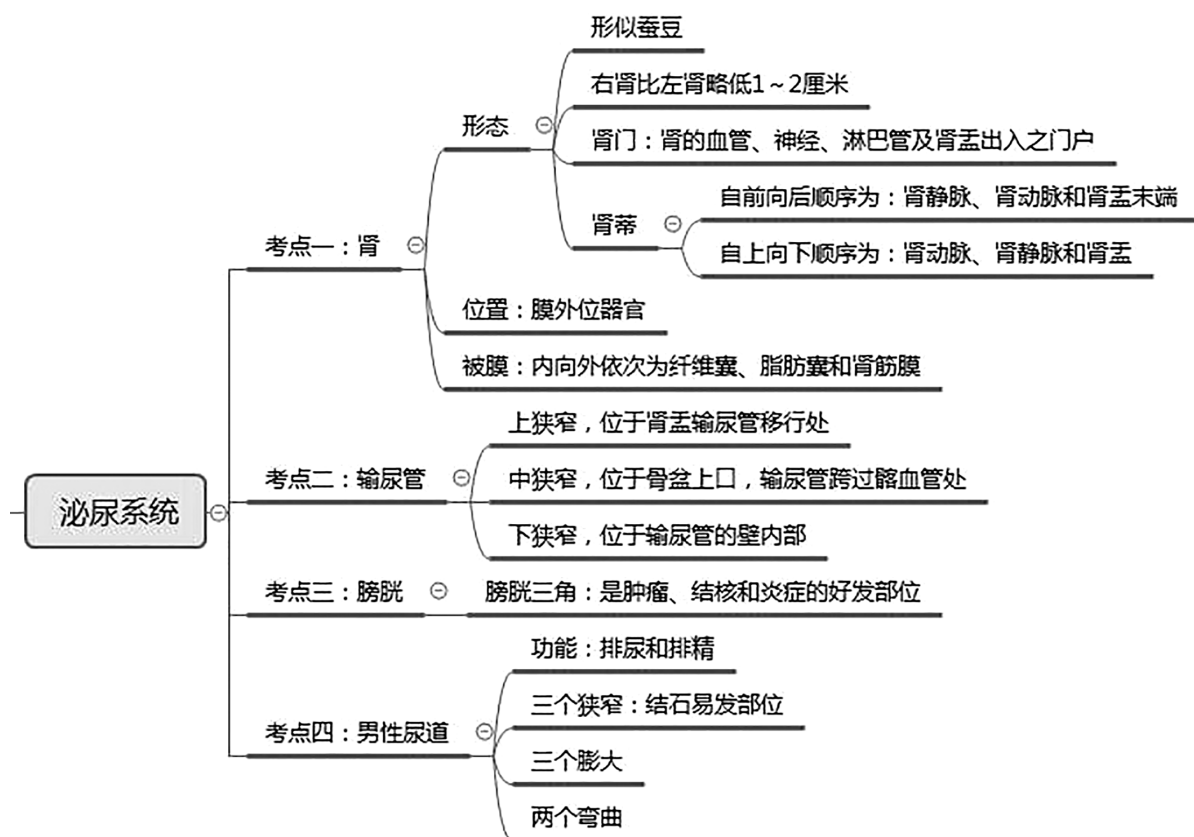 泌尿系统
考点一：肾
形态
形似蚕豆
右肾比左肾略低1～2厘米
肾门：肾的血管、神经、淋巴管及肾盂出入之门户
肾蒂
自前向后顺序为：肾静脉、肾动脉和肾盂末端
自上向下顺序为：肾动脉、肾静脉和肾盂
位置：膜外位器官
被膜：内向外依次为纤维囊、脂肪囊和肾筋膜
考点二：输尿管
上狭窄，位于肾盂输尿管移行处
中狭窄，位于骨盆上口，输尿管跨过髂血管处
下狭窄，位于输尿管的壁内部
考点三：膀胱
膀胱三角：是肿瘤、结核和炎症的好发部位
考点四：男性尿道
功能：排尿和排精
三个狭窄：结石易发部位
三个膨大
两个弯曲